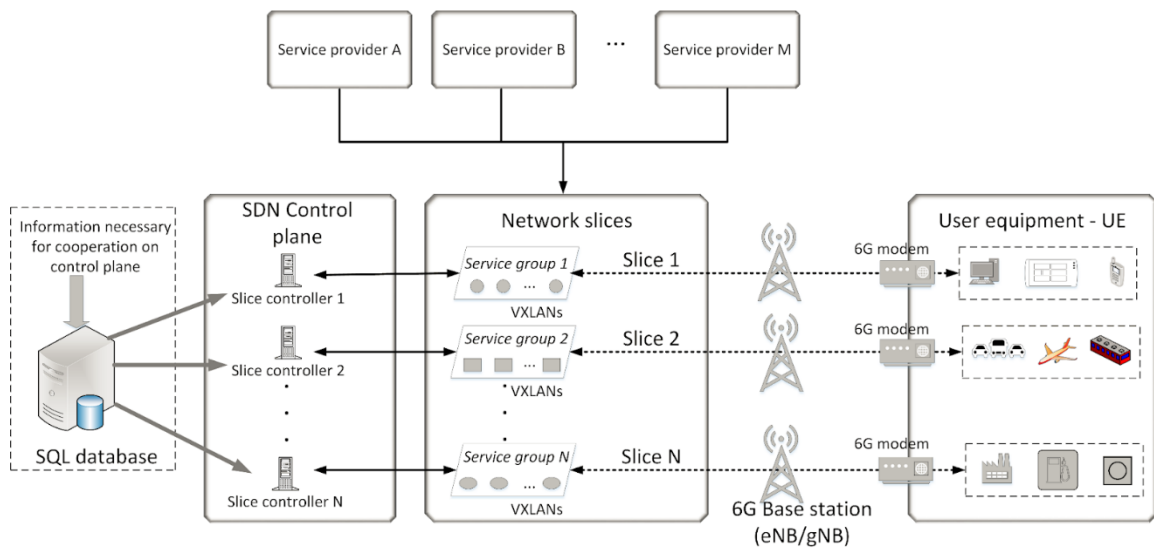 Service provider A
Service provider B
...
Service provider M
Information necessary
for cooperation on
control plane
SQL database
SDN Control
plane
Slice controller 1
Slice controller 2
Slice controller N
Network slices
Service group 1
...
VXLANs
Service group 2
...
VXLANs
Service group N
...
VXLANs
Slice 1
Slice 2
Slice N
6G Base station
(eNB/gNB)
User equipment - UE
6G modem
6G modem
6G modem